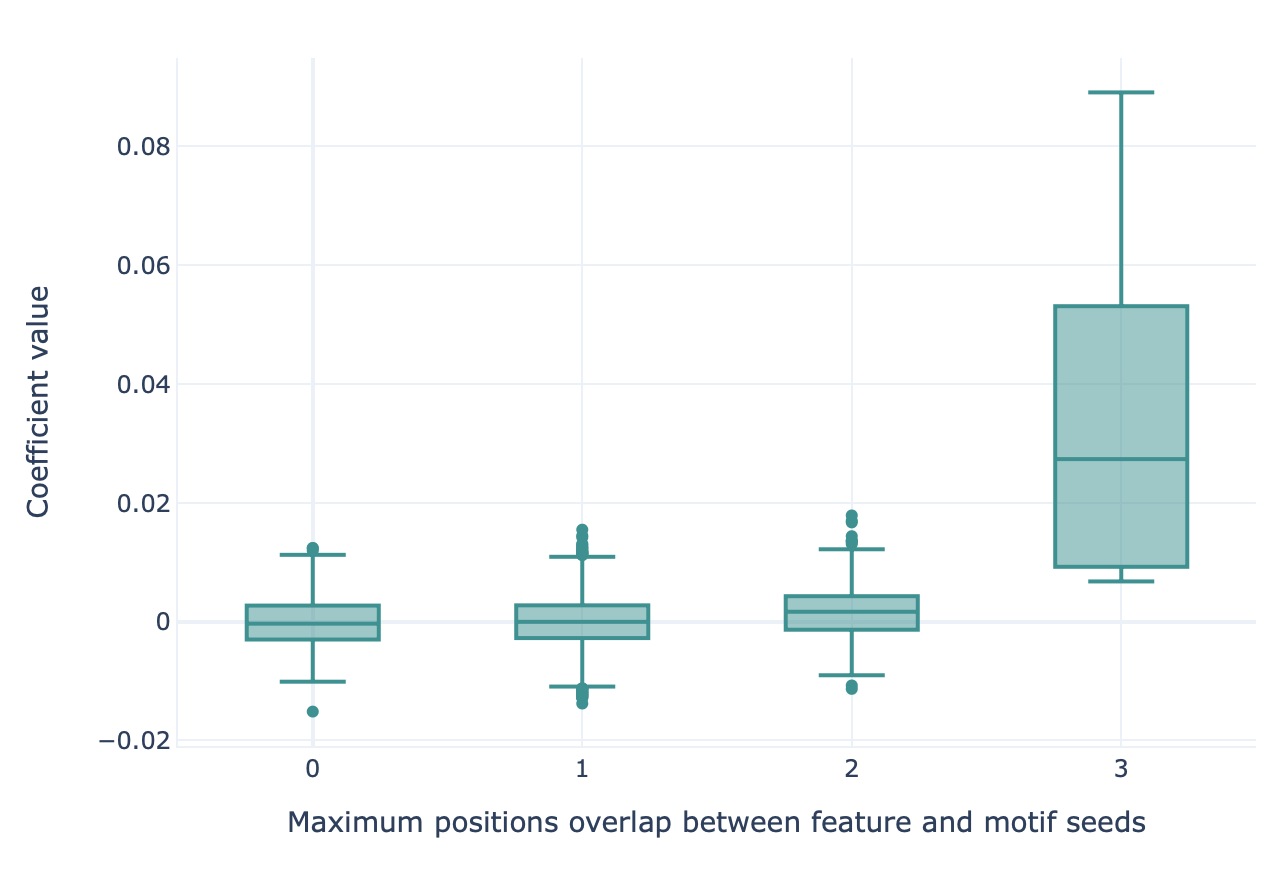 Coefficient value
0.08
0.06
0.04
0.02
0
−0.02
0 1 2 3
Maximum positions overlap between feature and motif seeds